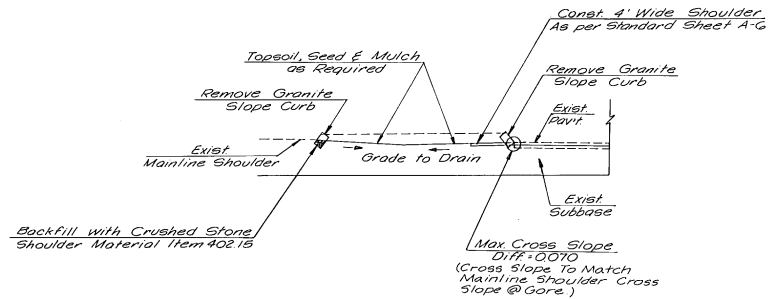 Const. 4' Wide Shoulder
As per Standard Sheet A-6
Topsoil, Seed & Mulch
as Required
Remove Granite
Slope Curb
Remove Granite
Slope Curb
Exist.
Pav't.
Exist
Mainline Shoulder
Grade to Drain
Exist.
Subbase
Backfill with Crushed Stone
Shoulder Material Item 402.15
Max. Cross Slope
Diff.= 0.070
(Cross Slope To Match
Mainline Shoulder Cross
Slope @ Gore)